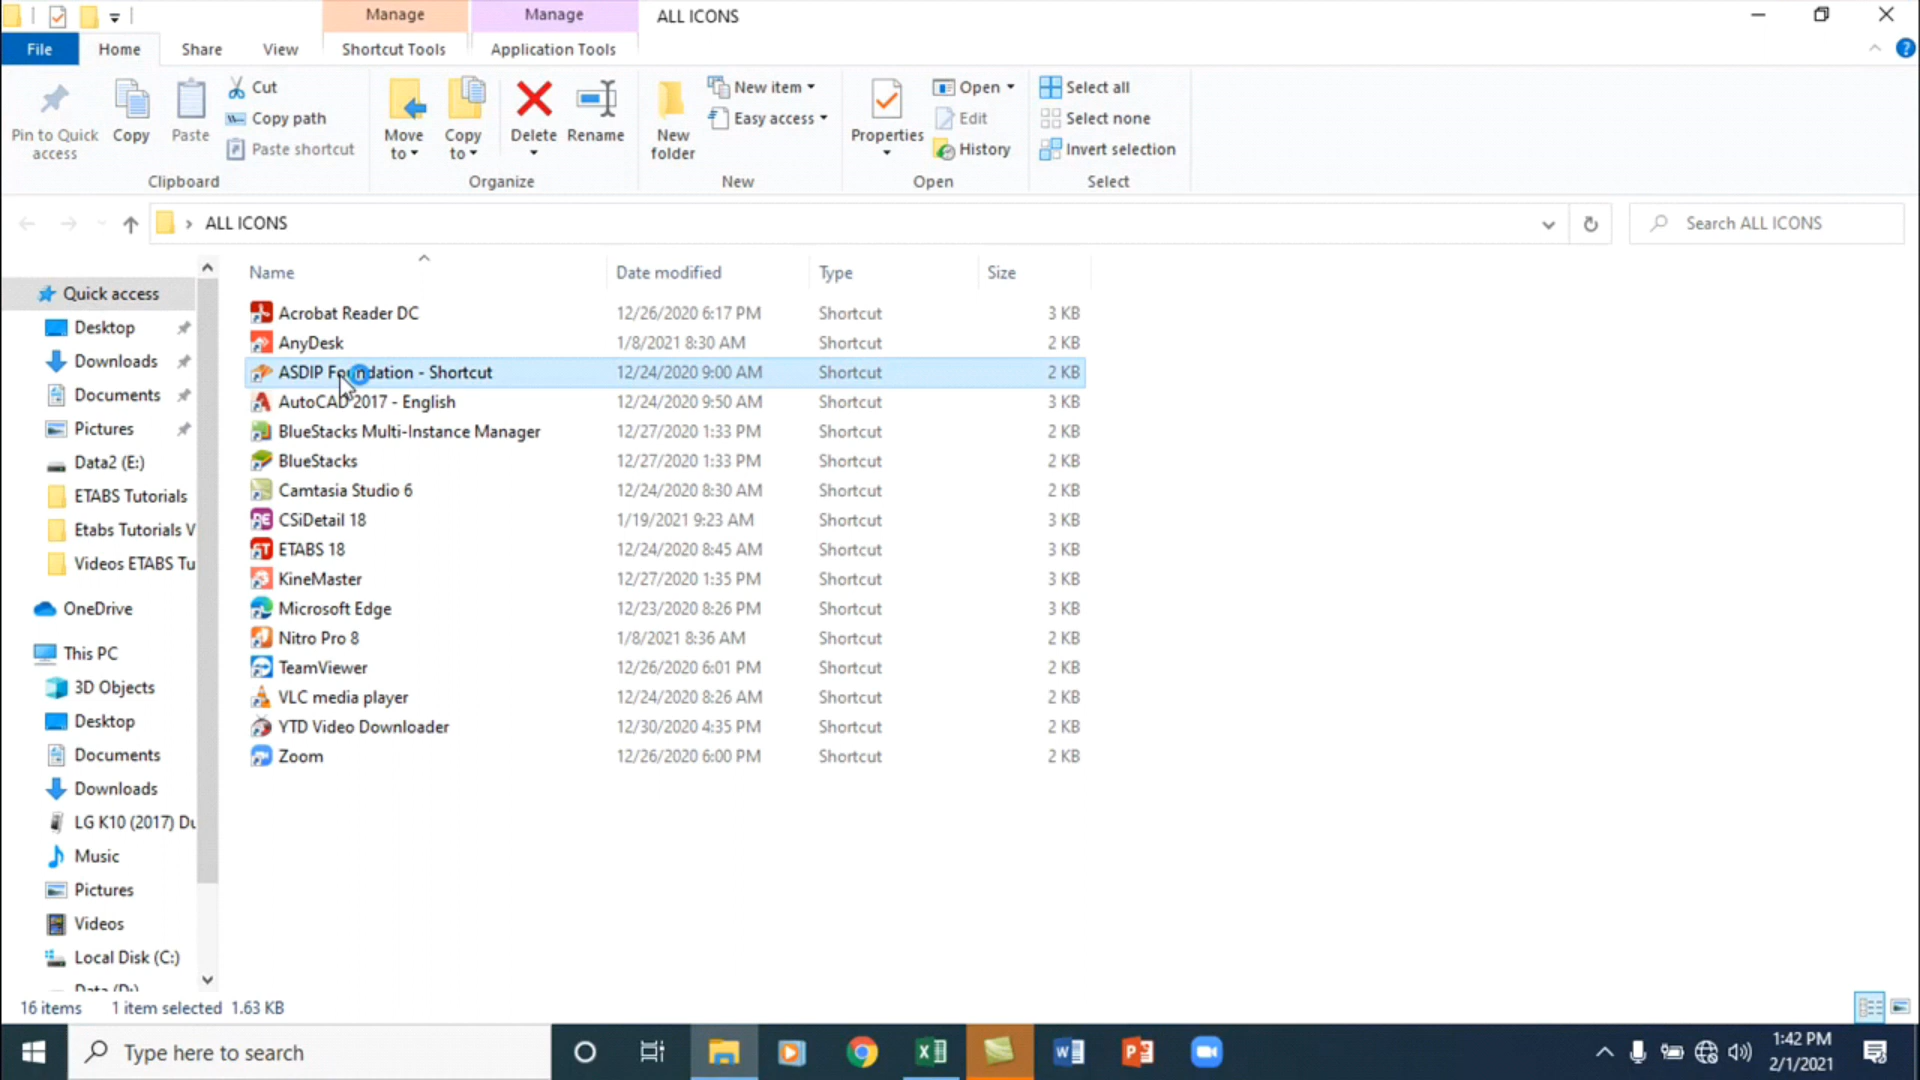 Manage
Manage
ALL ICONS
File
Home
Share
View
Shortcut Tools
Application Tools
Pin to Quick access
Copy
Paste
Cut
Copy path
Paste shortcut
Clipboard
Move to
Copy to
Delete
Rename
Organize
New folder
New item
Easy access
New
Properties
Open
Edit
History
Open
Select all
Select none
Invert selection
Select
ALL ICONS
Search ALL ICONS
Name
Date modified
Type
Size
Quick access
Desktop
Downloads
Documents
Pictures
Data2 (E:)
ETABS Tutorials
Etabs Tutorials V
Videos ETABS Tu
OneDrive
This PC
3D Objects
Desktop
Documents
Downloads
LG K10 (2017) Du
Music
Pictures
Videos
Local Disk (C:)
Data (D:)
Acrobat Reader DC 12/26/2020 6:17 PM Shortcut 3 KB
AnyDesk 1/8/2021 8:30 AM Shortcut 2 KB
ASDIP Foundation - Shortcut 12/24/2020 9:00 AM Shortcut 2 KB
AutoCAD 2017 - English 12/24/2020 9:50 AM Shortcut 3 KB
BlueStacks Multi-Instance Manager 12/27/2020 1:33 PM Shortcut 2 KB
BlueStacks 12/27/2020 1:33 PM Shortcut 2 KB
Camtasia Studio 6 12/24/2020 8:30 AM Shortcut 2 KB
CSiDetail 18 1/19/2021 9:23 AM Shortcut 3 KB
ETABS 18 12/24/2020 8:45 AM Shortcut 3 KB
KineMaster 12/27/2020 1:35 PM Shortcut 3 KB
Microsoft Edge 12/23/2020 8:26 PM Shortcut 3 KB
Nitro Pro 8 1/8/2021 8:36 AM Shortcut 2 KB
TeamViewer 12/26/2020 6:01 PM Shortcut 2 KB
VLC media player 12/24/2020 8:26 AM Shortcut 2 KB
YTD Video Downloader 12/30/2020 4:35 PM Shortcut 2 KB
Zoom 12/26/2020 6:00 PM Shortcut 2 KB
16 items 1 item selected 1.63 KB
Type here to search
1:42 PM
2/1/2021